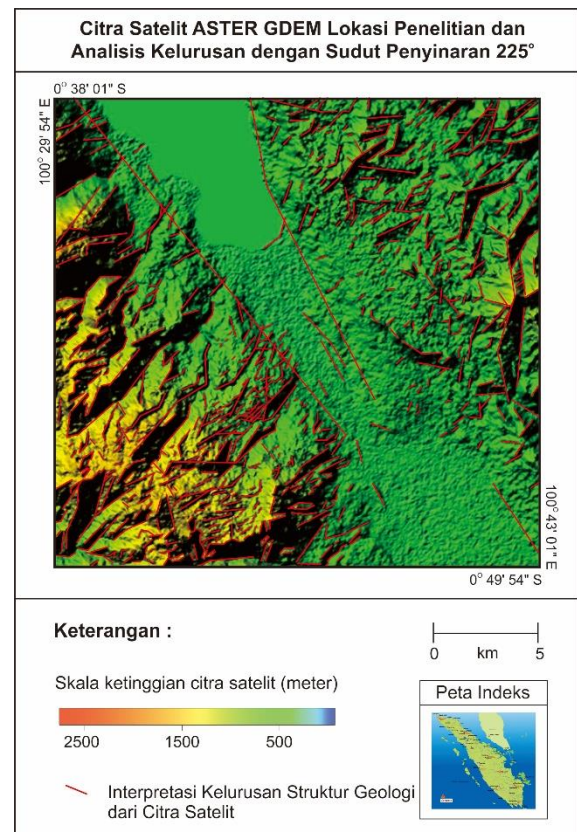 Citra Satelit ASTER GDEM Lokasi Penelitian dan
Analisis Kelurusan dengan Sudut Penyinaran 225°
0° 38' 01" S
100° 29' 54" E
100° 43' 01" E
0° 49' 54" S
Keterangan :
0 km 5
Skala ketinggian citra satelit (meter)
2500 1500 500
Peta Indeks
Interpretasi Kelurusan Struktur Geologi
dari Citra Satelit